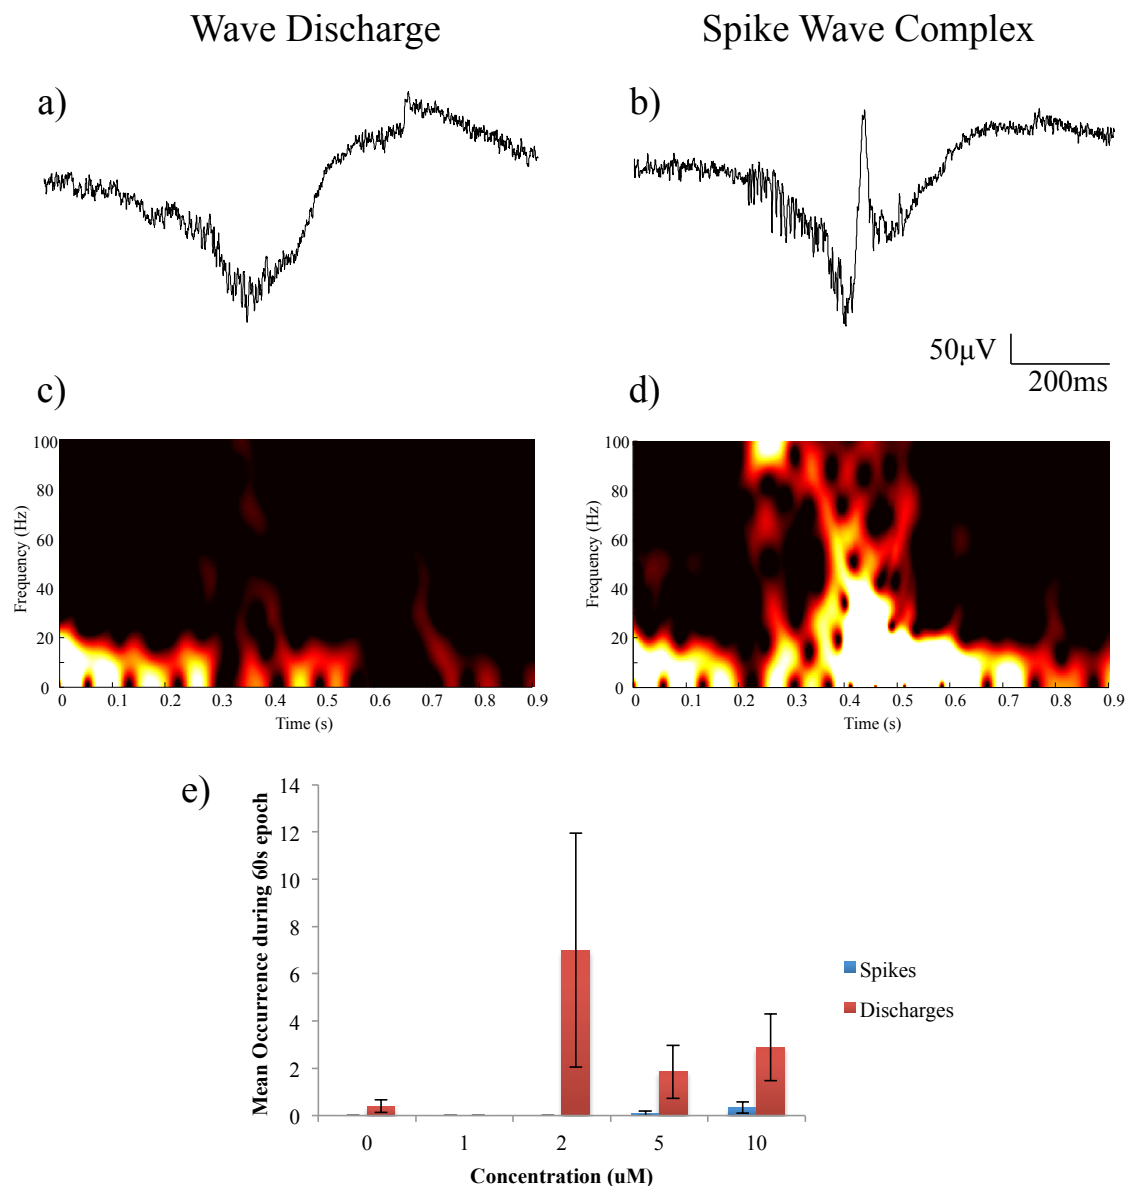 Wave Discharge
Spike Wave Complex
a)
b)
50μV
200ms
c)
d)
100
80
60
40
20
0
Frequency (Hz)
0 0.1 0.2 0.3 0.4 0.5 0.6 0.7 0.8 0.9
Time (s)
100
80
60
40
20
0
Frequency (Hz)
0 0.1 0.2 0.3 0.4 0.5 0.6 0.7 0.8 0.9
Time (s)
e)
Mean Occurrence during 60s epoch
14
12
10
8
6
4
2
0
0 1 2 5 10
Concentration (uM)
Spikes
Discharges